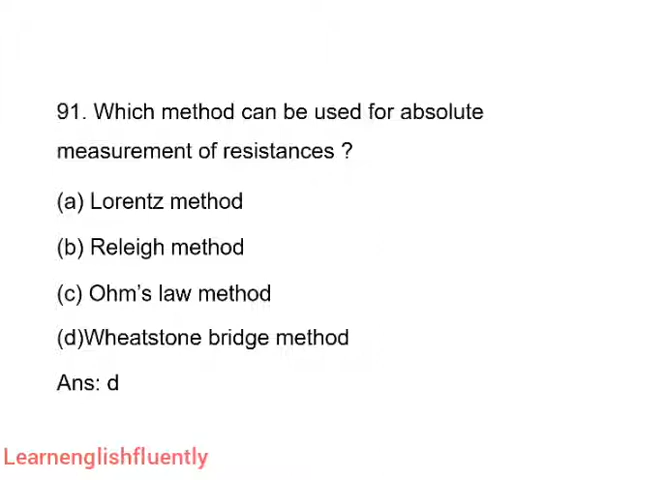 91. Which method can be used for absolute
measurement of resistances ?
(a) Lorentz method
(b) Releigh method
(c) Ohm's law method
(d)Wheatstone bridge method
Ans: d
Learnenglishfluently